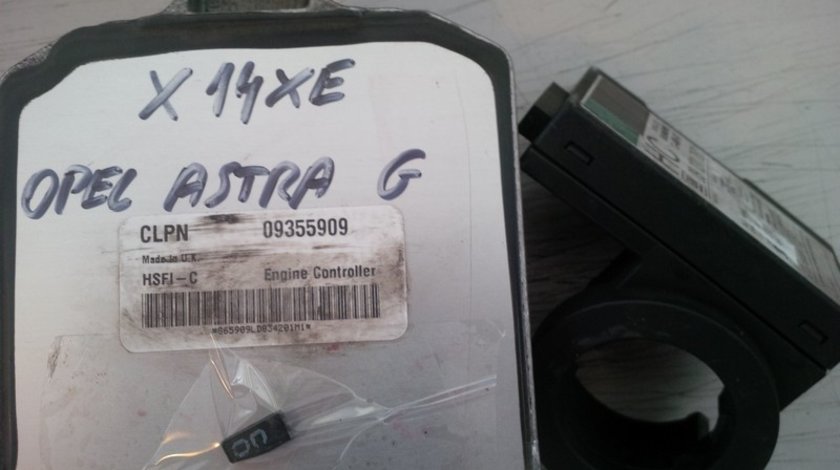 X 14XE
OPEL ASTRA G
CLPN 09355909
Made in U.K.
HSFI-C Engine Controller